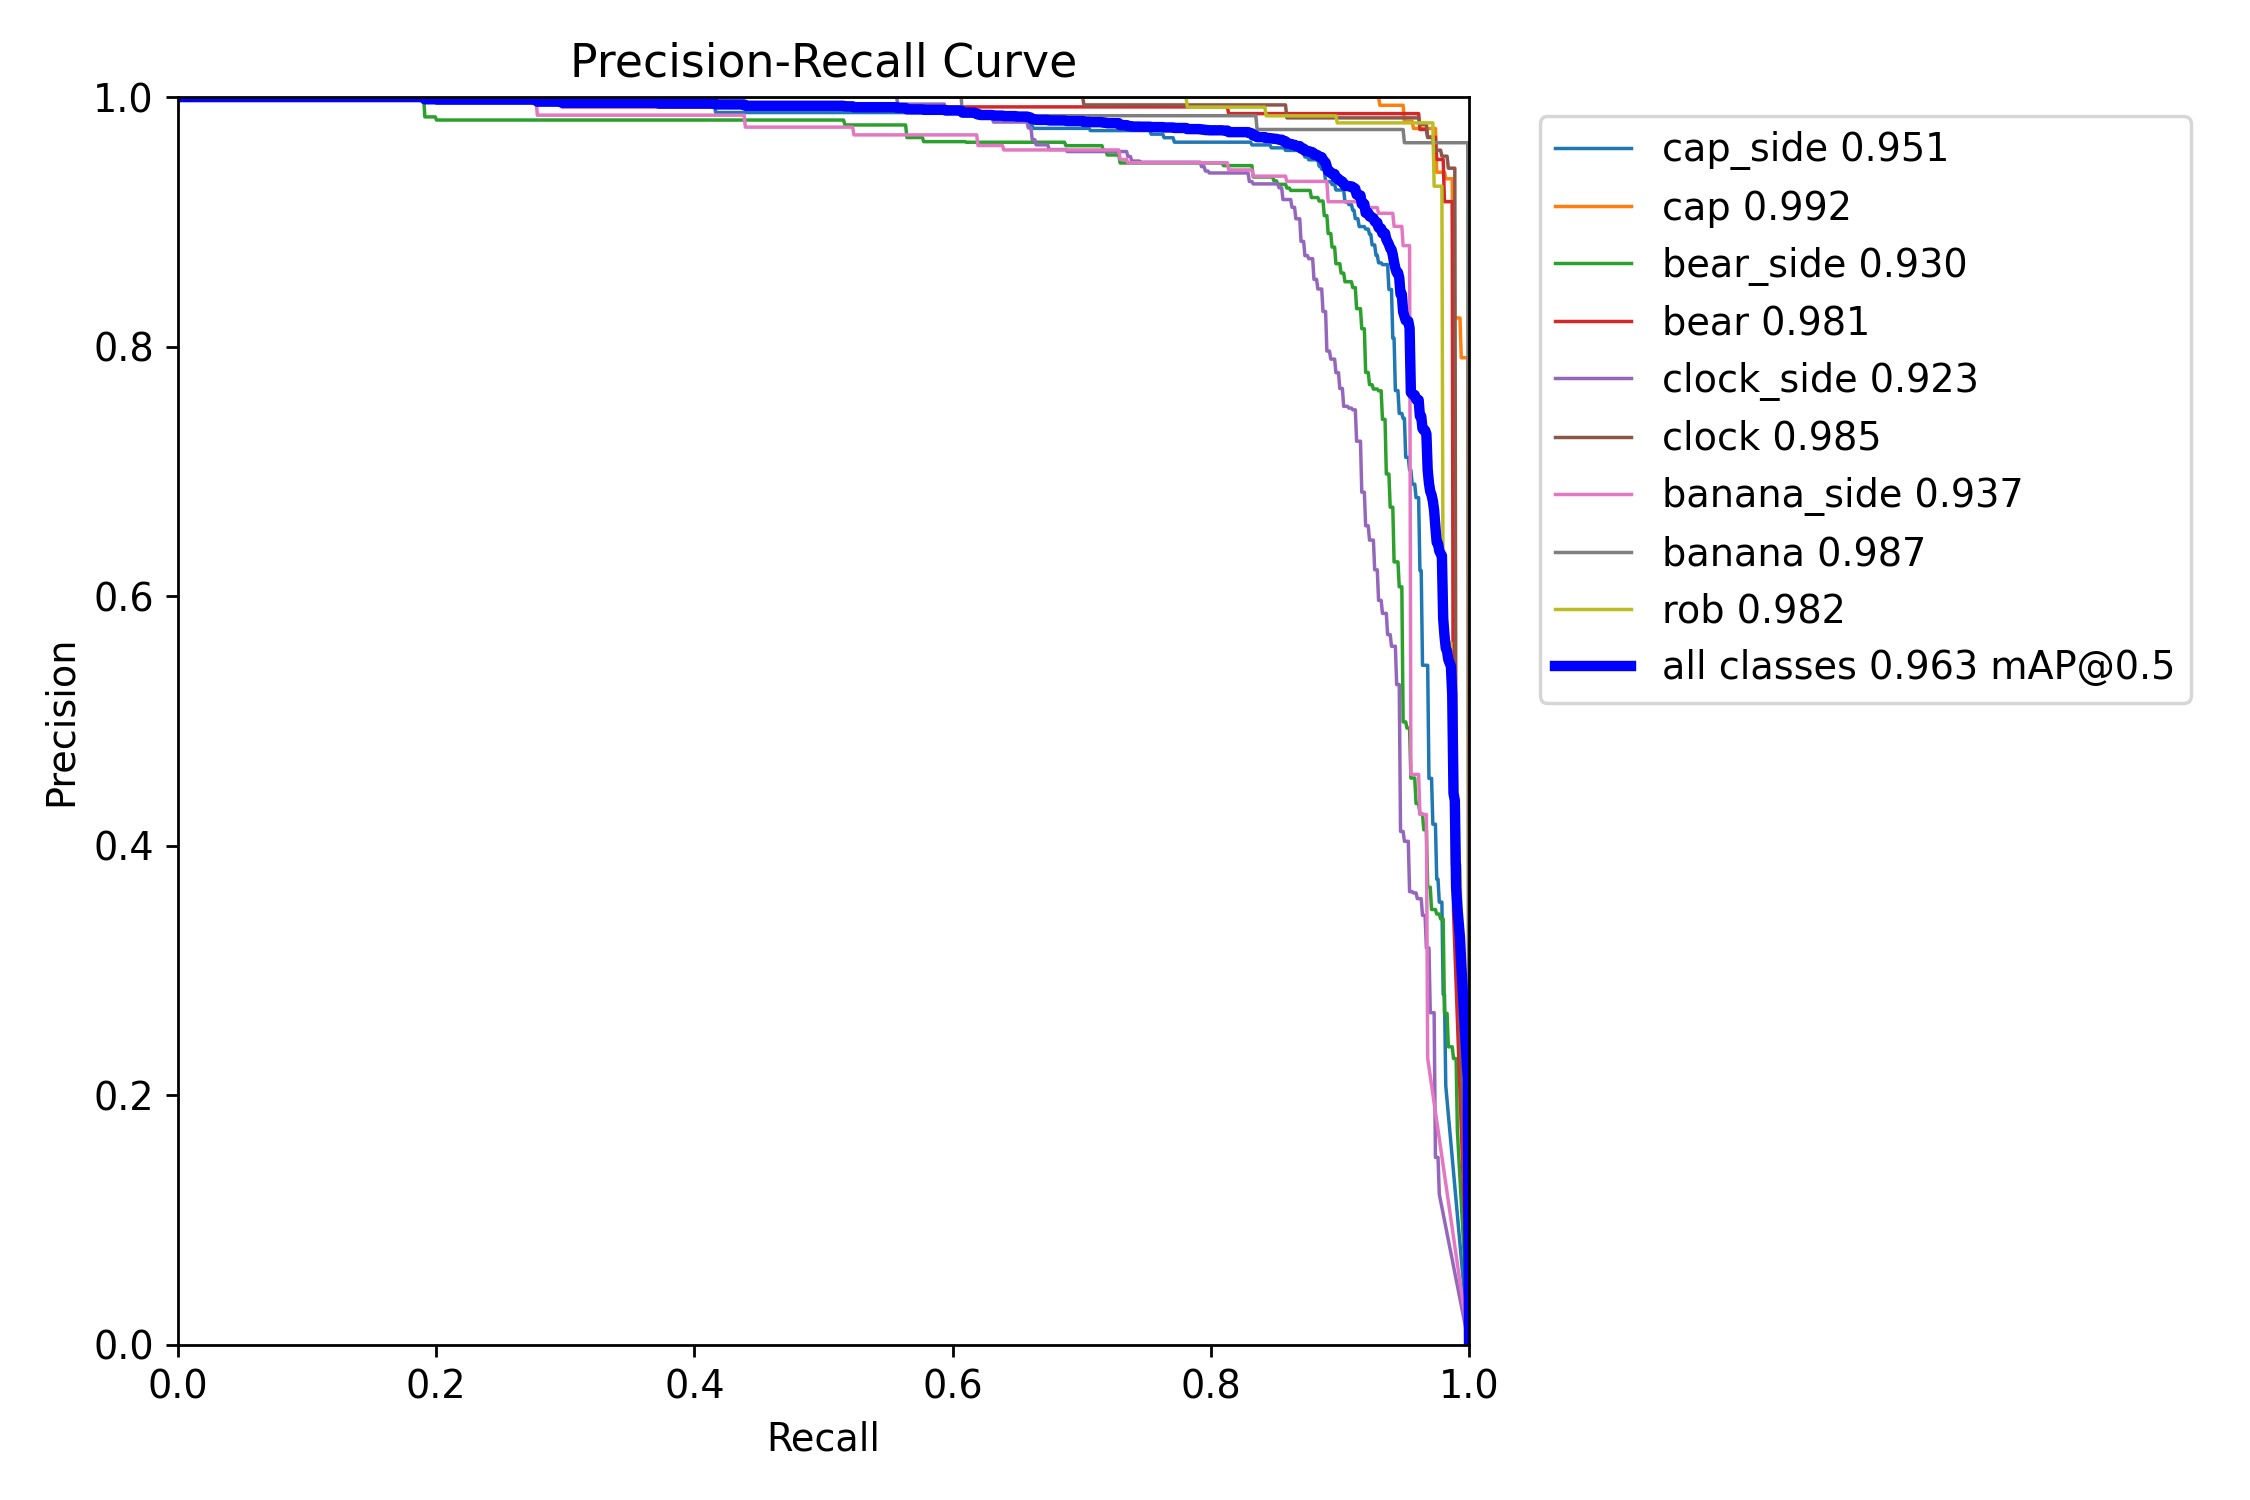 Precision-Recall Curve
1.0
0.8
0.6
0.4
0.2
0.0
Precision
0.0 0.2 0.4 0.6 0.8 1.0
Recall
cap_side 0.951
cap 0.992
bear_side 0.930
bear 0.981
clock_side 0.923
clock 0.985
banana_side 0.937
banana 0.987
rob 0.982
all classes 0.963 mAP@0.5